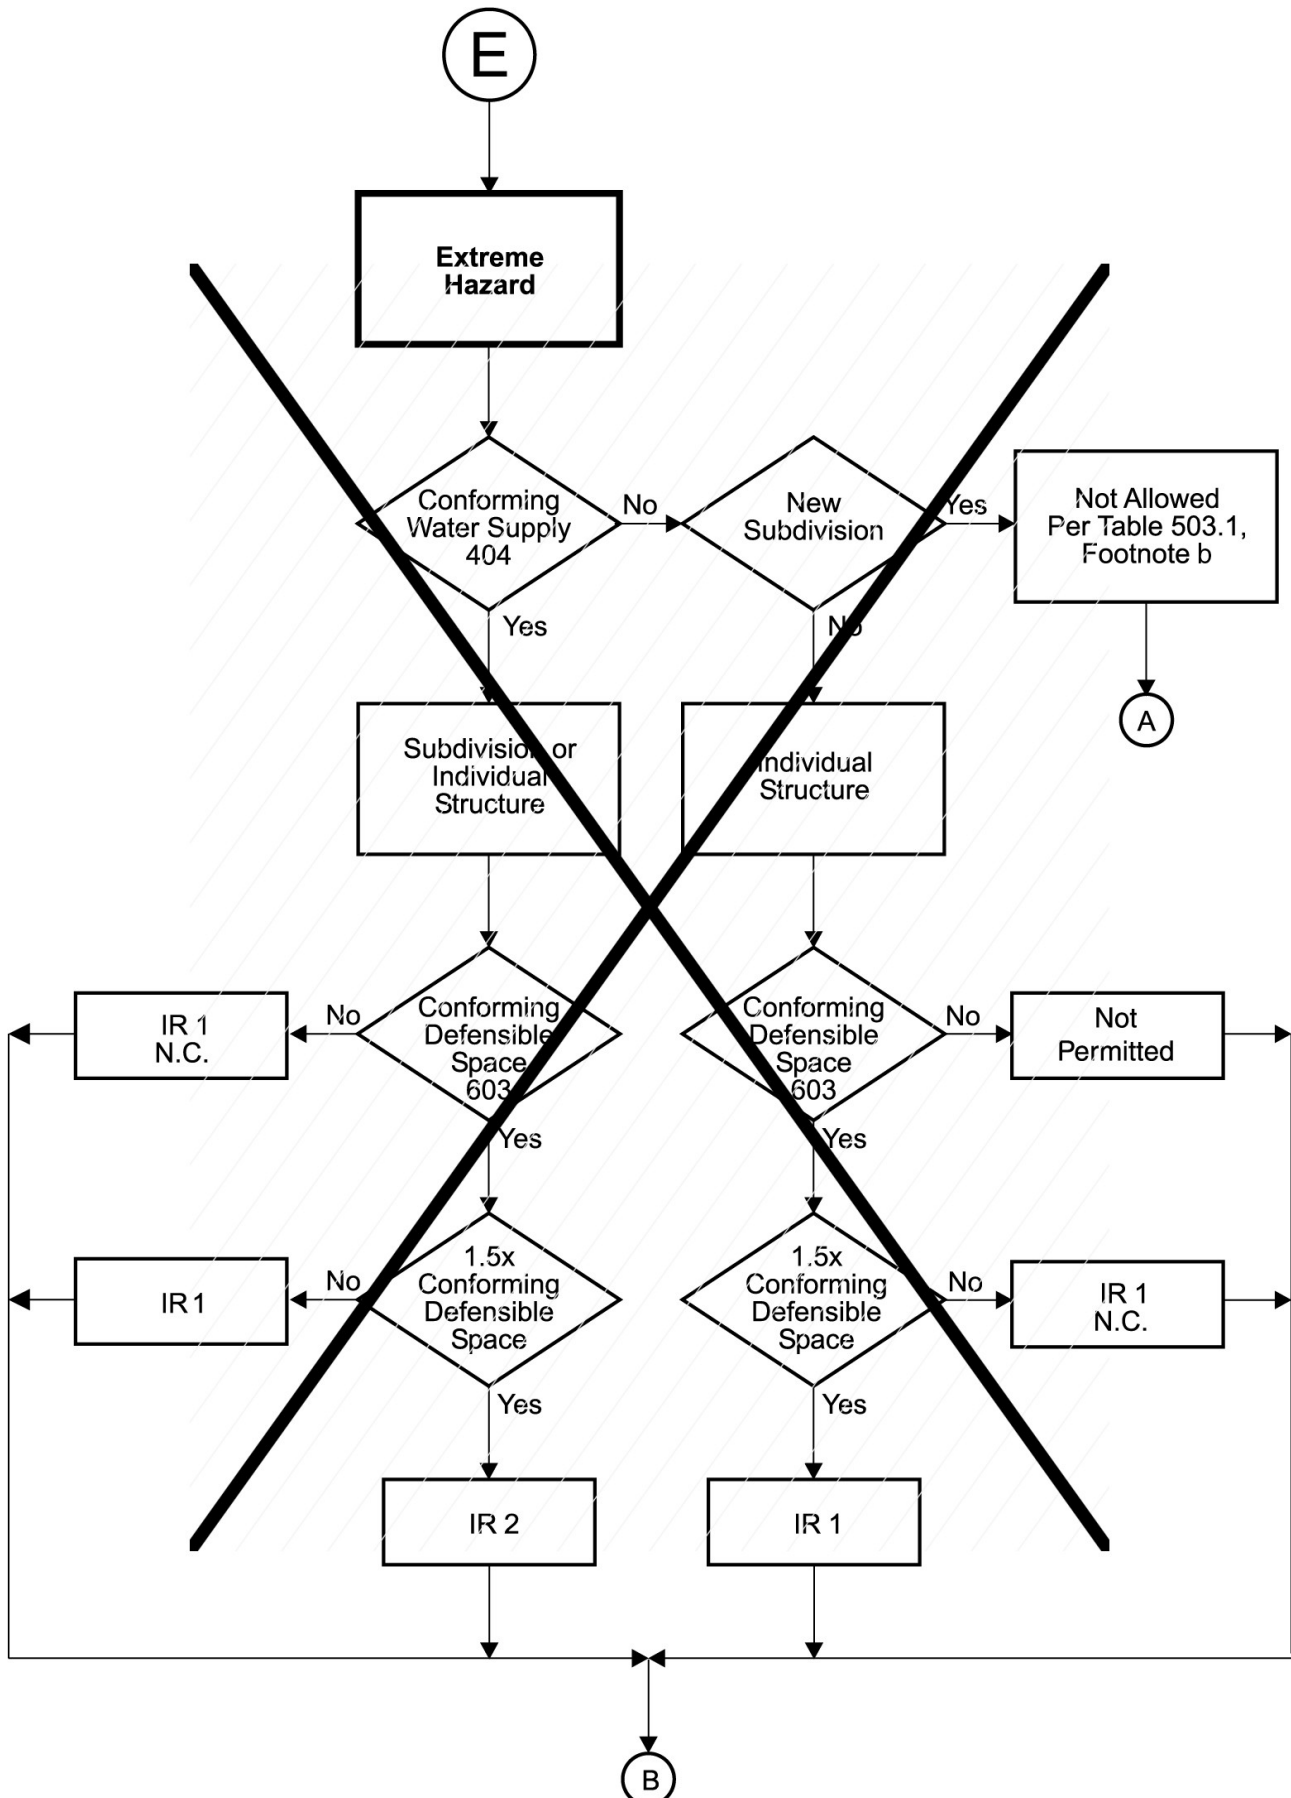 E
Extreme
Hazard
Conforming
Water Supply
404
No
New
Subdivision
Yes
Not Allowed
Per Table 503.1,
Footnote b
Yes
No
A
Subdivision or
Individual
Structure
Individual
Structure
IR 1
N.C.
No
Conforming
Defensible
Space
603
Conforming
Defensible
Space
603
No
Not
Permitted
Yes
Yes
IR 1
No
1.5x
Conforming
Defensible
Space
1.5x
Conforming
Defensible
Space
No
IR 1
N.C.
Yes
Yes
IR 2
IR 1
B